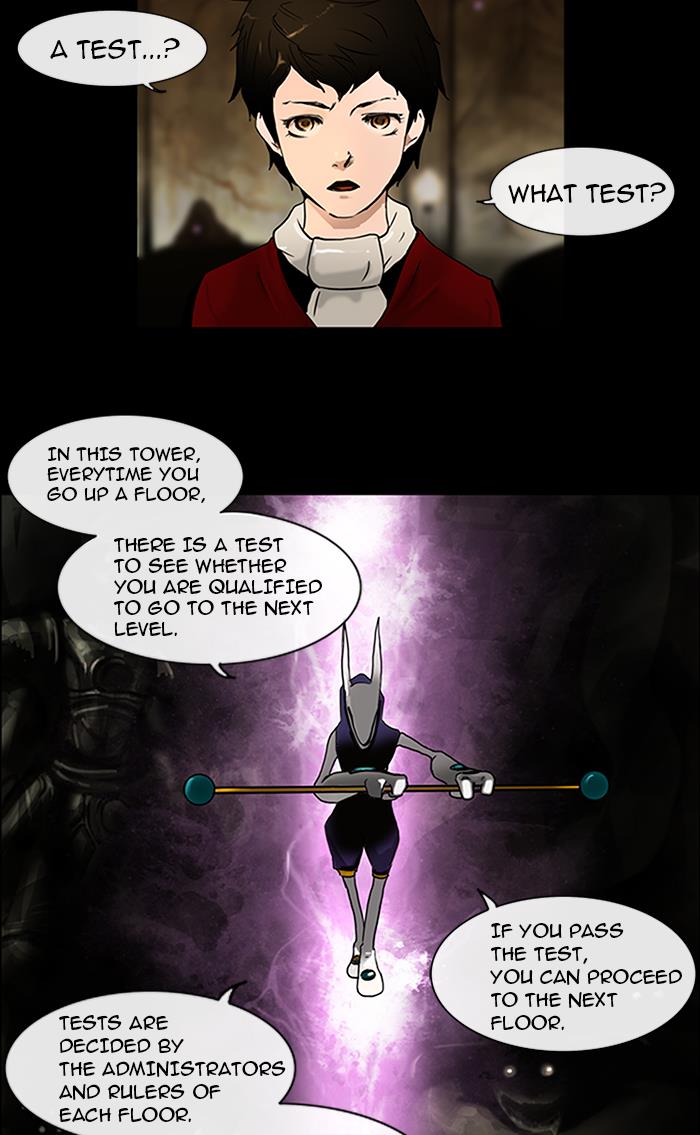 A TEST...?
WHAT TEST?
IN THIS TOWER,
EVERYTIME YOU
GO UP A FLOOR,
THERE IS A TEST
TO SEE WHETHER
YOU ARE QUALIFIED
TO GO TO THE NEXT
LEVEL.
IF YOU PASS
THE TEST,
YOU CAN PROCEED
TO THE NEXT
FLOOR.
TESTS ARE
DECIDED BY
THE ADMINISTRATORS
AND RULERS OF
EACH FLOOR.